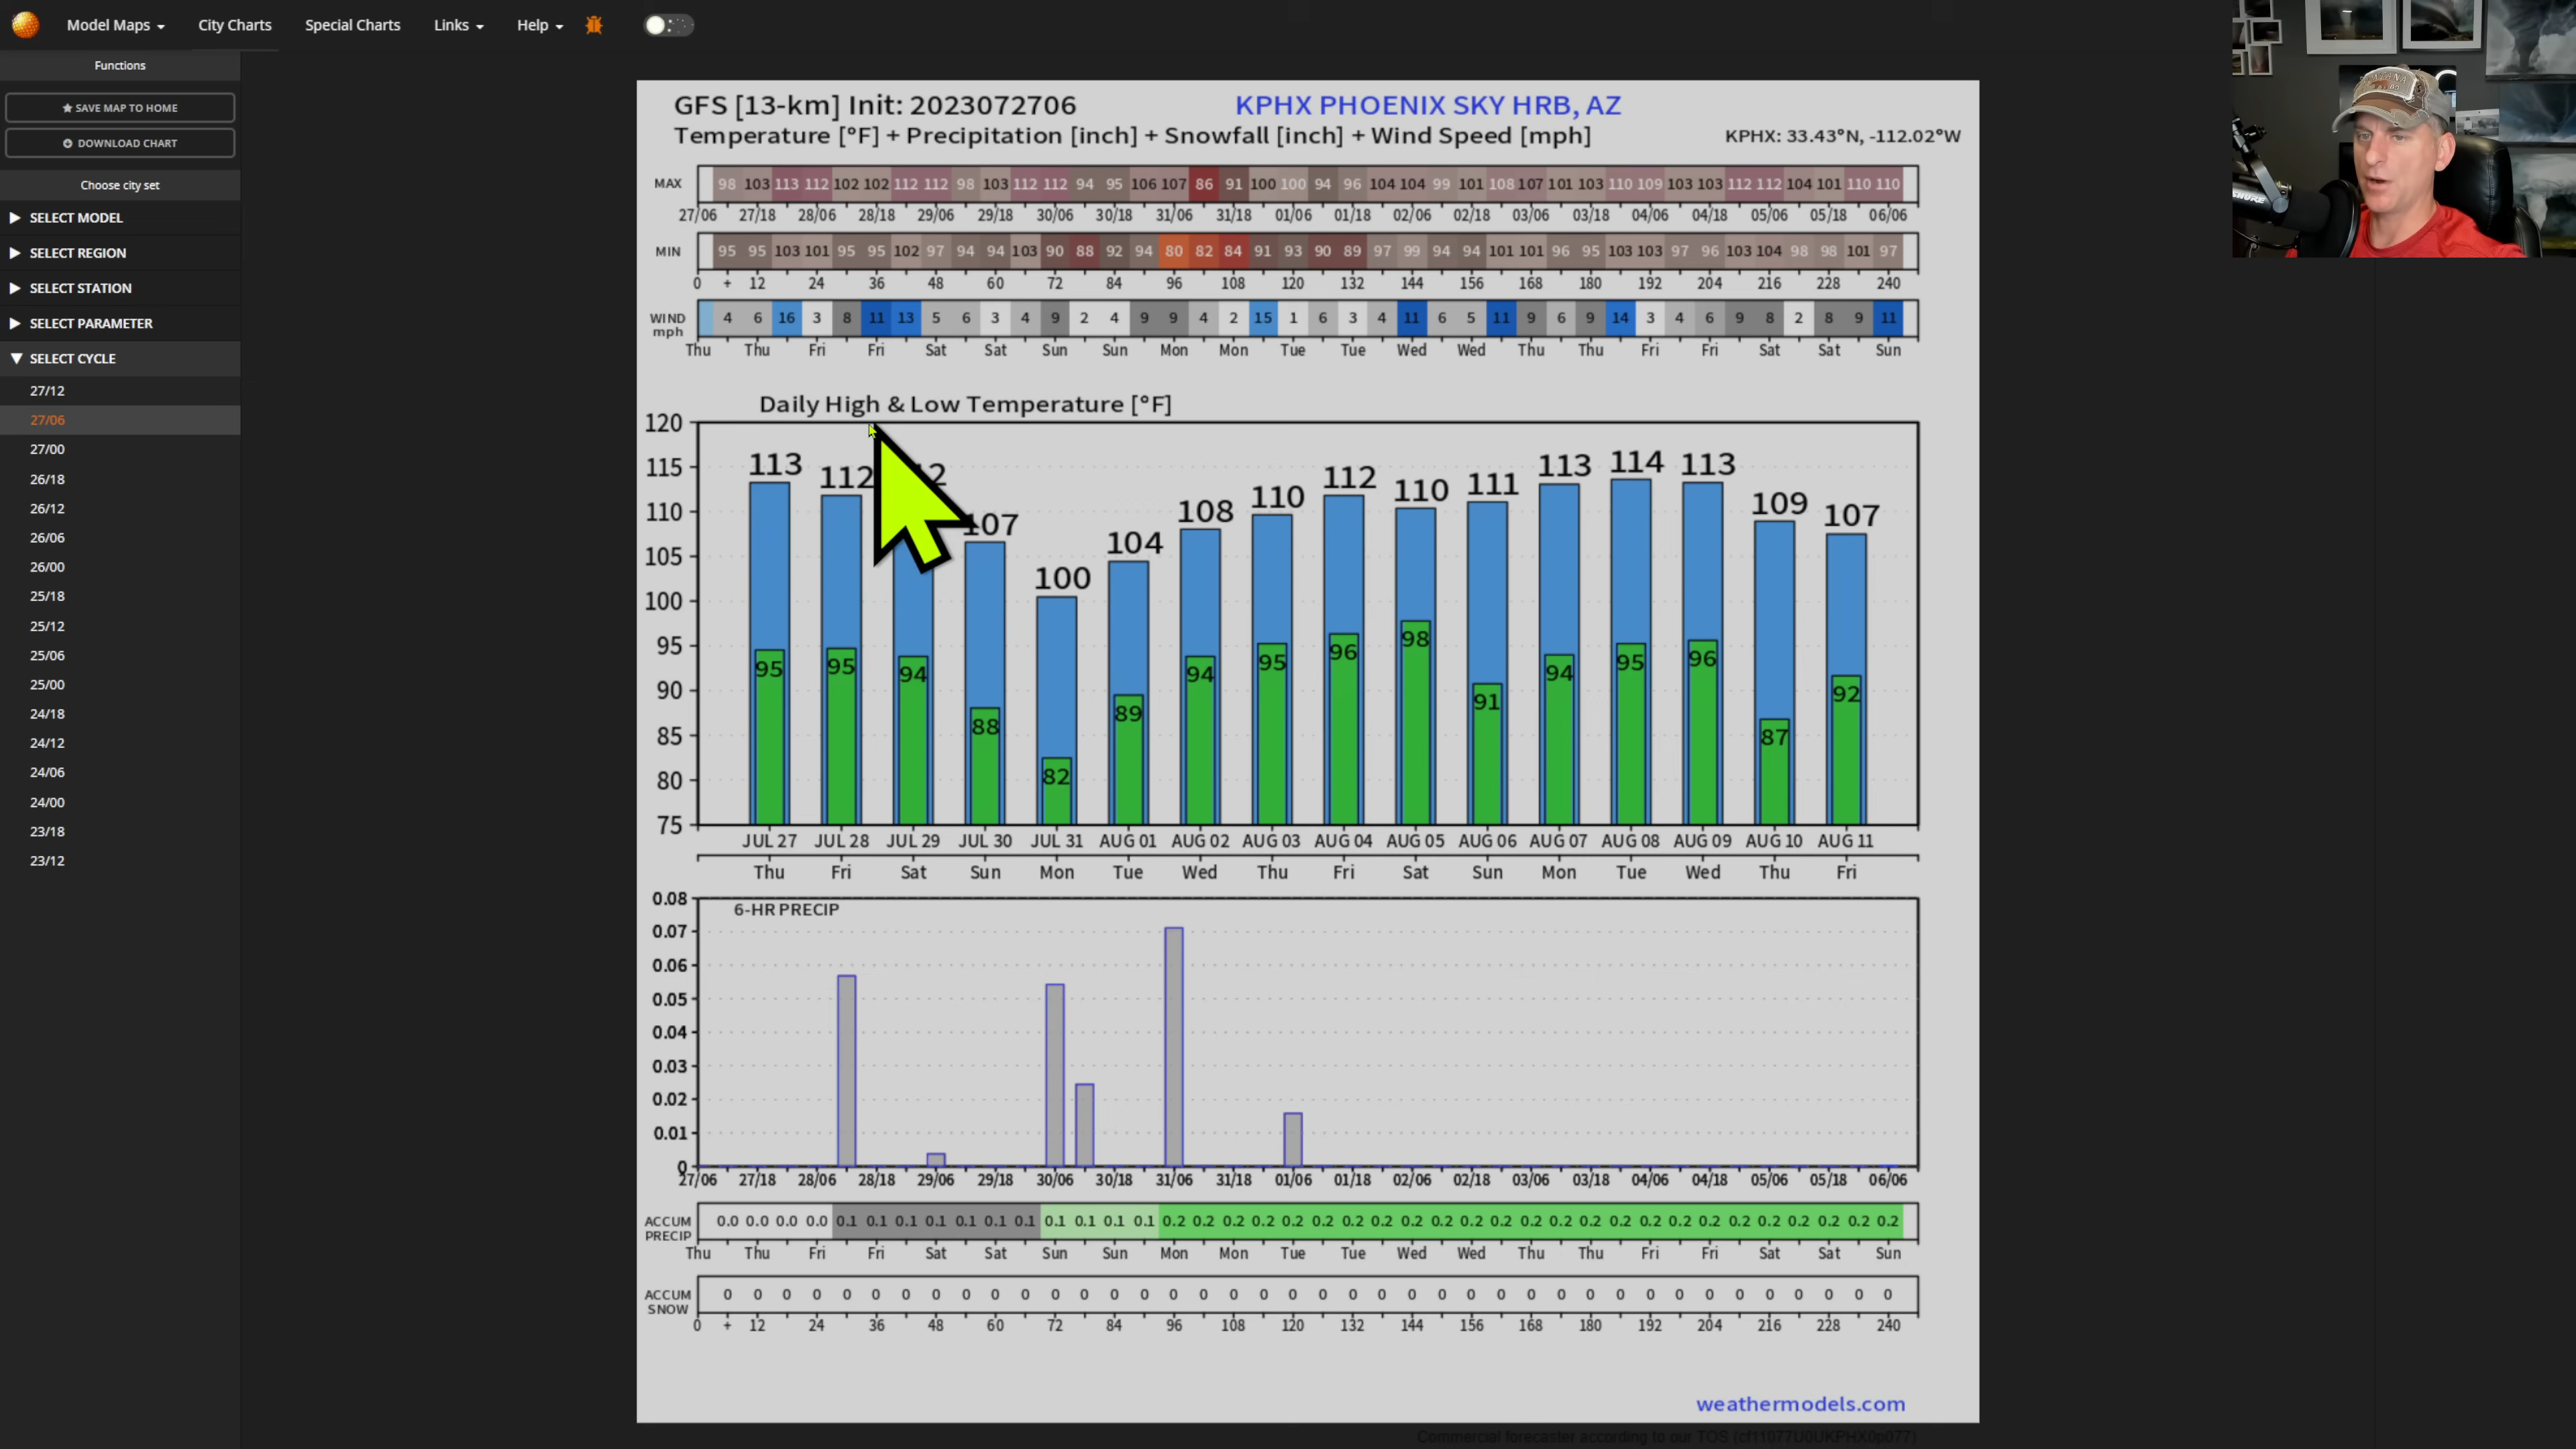 Model Maps City Charts Special Charts Links Help
Functions
SAVE MAP TO HOME
DOWNLOAD CHART
Choose city set
SELECT MODEL
SELECT REGION
SELECT STATION
SELECT PARAMETER
SELECT CYCLE
27/12
27/06
27/00
26/18
26/12
26/06
26/00
25/18
25/12
25/06
25/00
24/18
24/12
24/06
24/00
23/18
23/12
GFS [13-km] Init: 2023072706 KPHX PHOENIX SKY HRB, AZ
Temperature [°F] + Precipitation [inch] + Snowfall [inch] + Wind Speed [mph] KPHX: 33.43°N, -112.02°W
MAX 98 103 113 112 102 102 112 112 98 103 112 112 94 95 106 107 86 91 100 100 94 96 104 104 99 101 108 107 101 103 110 109 103 103 112 112 104 101 110 110
27/06 27/18 28/06 28/18 29/06 29/18 30/06 30/18 31/06 31/18 01/06 01/18 02/06 02/18 03/06 03/18 04/06 04/18 05/06 05/18 06/06
MIN 95 95 103 101 95 95 102 97 94 94 103 90 88 92 94 80 82 84 91 93 90 89 97 99 94 94 101 101 96 95 103 103 97 96 103 104 98 98 101 97
0 + 12 24 36 48 60 72 84 96 108 120 132 144 156 168 180 192 204 216 228 240
WIND mph 4 6 16 3 8 11 13 5 6 3 4 9 2 4 9 9 4 2 15 1 6 3 4 11 6 5 11 9 6 9 14 3 4 6 9 8 2 8 9 11
Thu Thu Fri Fri Sat Sat Sun Sun Mon Mon Tue Tue Wed Wed Thu Thu Fri Fri Sat Sat Sun
Daily High & Low Temperature [°F]
120
115
110
105
100
95
90
85
80
75
113 112 107 100 104 108 110 112 110 111 113 114 113 109 107
95 95 94 88 82 89 94 95 96 98 91 94 95 96 87 92
JUL 27 JUL 28 JUL 29 JUL 30 JUL 31 AUG 01 AUG 02 AUG 03 AUG 04 AUG 05 AUG 06 AUG 07 AUG 08 AUG 09 AUG 10 AUG 11
Thu Fri Sat Sun Mon Tue Wed Thu Fri Sat Sun Mon Tue Wed Thu Fri
6-HR PRECIP
0.08
0.07
0.06
0.05
0.04
0.03
0.02
0.01
0
27/06 27/18 28/06 28/18 29/06 29/18 30/06 30/18 31/06 31/18 01/06 01/18 02/06 02/18 03/06 03/18 04/06 04/18 05/06 05/18 06/06
ACCUM PRECIP 0.0 0.0 0.0 0.0 0.1 0.1 0.1 0.1 0.1 0.1 0.1 0.1 0.1 0.1 0.1 0.2 0.2 0.2 0.2 0.2 0.2 0.2 0.2 0.2 0.2 0.2 0.2 0.2 0.2 0.2 0.2 0.2 0.2 0.2 0.2 0.2 0.2 0.2 0.2 0.2
Thu Thu Fri Fri Sat Sat Sun Sun Mon Mon Tue Tue Wed Wed Thu Thu Fri Fri Sat Sat Sun
ACCUM SNOW 0 0 0 0 0 0 0 0 0 0 0 0 0 0 0 0 0 0 0 0 0 0 0 0 0 0 0 0 0 0 0 0 0 0 0 0 0 0 0 0
0 + 12 24 36 48 60 72 84 96 108 120 132 144 156 168 180 192 204 216 228 240
weathermodels.com
Commercial forecaster according to our TOS
SHURE